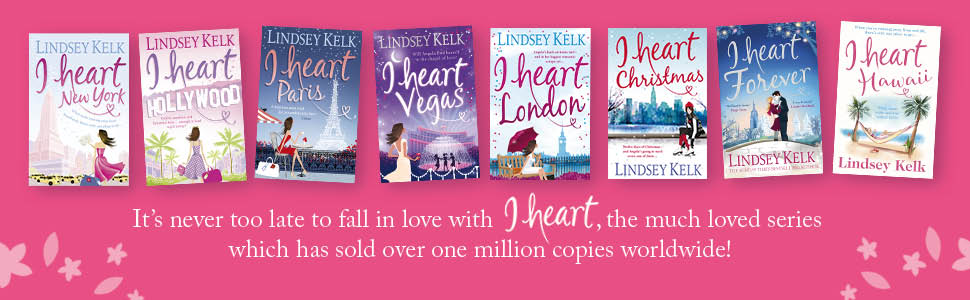 LINDSEY KELK
I heart
New York
LINDSEY KELK
I heart
HOLLYWOOD
LINDSEY KELK
I heart
Paris
LINDSEY KELK
I heart
Vegas
LINDSEY KELK
I heart
London
I heart
Christmas
LINDSEY KELK
I heart
Forever
LINDSEY KELK
I heart
Hawaii
Lindsey Kelk
It's never too late to fall in love with I heart, the much loved series
which has sold over one million copies worldwide!